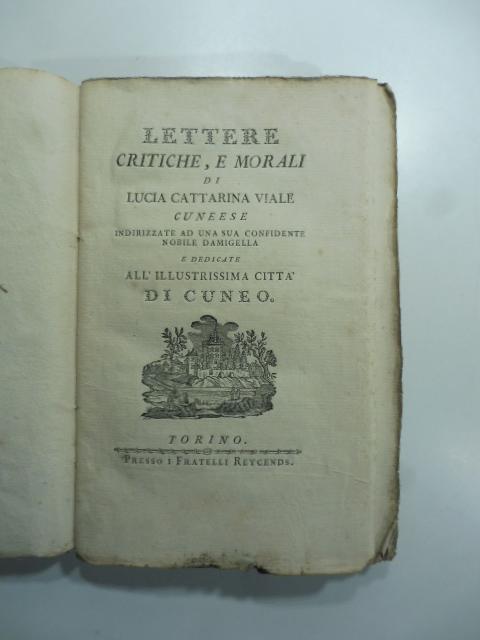 LETTERE
CRITICHE, E MORALI
DI
LUCIA CATTARINA VIALE
CUNEESE
INDIRIZZATE AD UNA SUA CONFIDENTE
NOBILE DAMIGELLA
E DEDICATE
ALL' ILLUSTRISSIMA CITTA'
DI CUNEO.
TORINO.
PRESSO I FRATELLI REYCENDS.